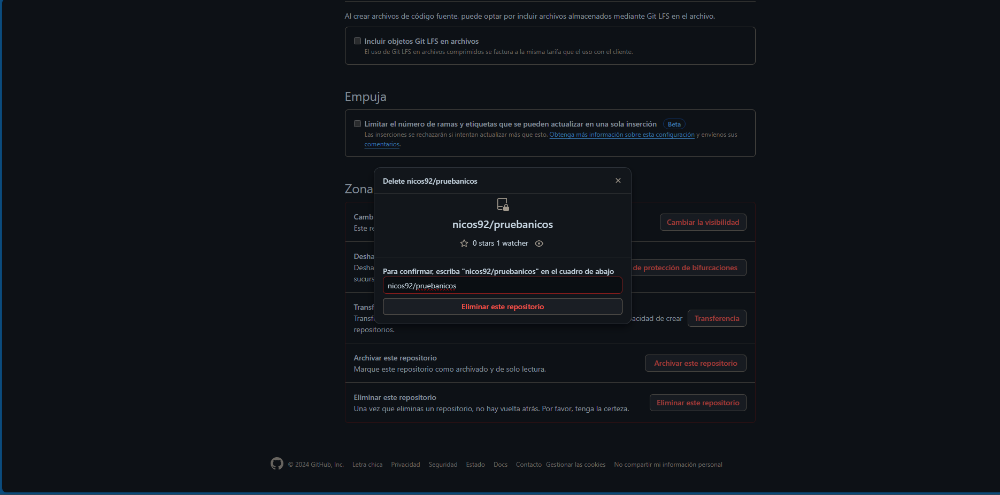 Al crear archivos de código fuente, puede optar por incluir archivos almacenados mediante Git LFS en el archivo.
Incluir objetos Git LFS en archivos
El uso de Git LFS en archivos comprimidos se factura a la misma tarifa que el uso con el cliente.
Empuja
Limitar el número de ramas y etiquetas que se pueden actualizar en una sola inserción Beta
Las inserciones se rechazarán si intentan actualizar más que esto. Obtenga más información sobre esta configuración y envíenos sus
comentarios.
Zona
Delete nicos92/pruebanicos
nicos92/pruebanicos
0 stars 1 watcher
Para confirmar, escriba "nicos92/pruebanicos" en el cuadro de abajo
nicos92/pruebanicos
Eliminar este repositorio
Camb
Este re
Cambiar la visibilidad
Desha
Desha
sucurs
de protección de bifurcaciones
Transf
Transf
acidad de crear
repositorios.
Transferencia
Archivar este repositorio
Marque este repositorio como archivado y de solo lectura.
Archivar este repositorio
Eliminar este repositorio
Una vez que eliminas un repositorio, no hay vuelta atrás. Por favor, tenga la certeza.
Eliminar este repositorio
© 2024 GitHub, Inc. Letra chica Privacidad Seguridad Estado Docs Contacto Gestionar las cookies No compartir mi información personal